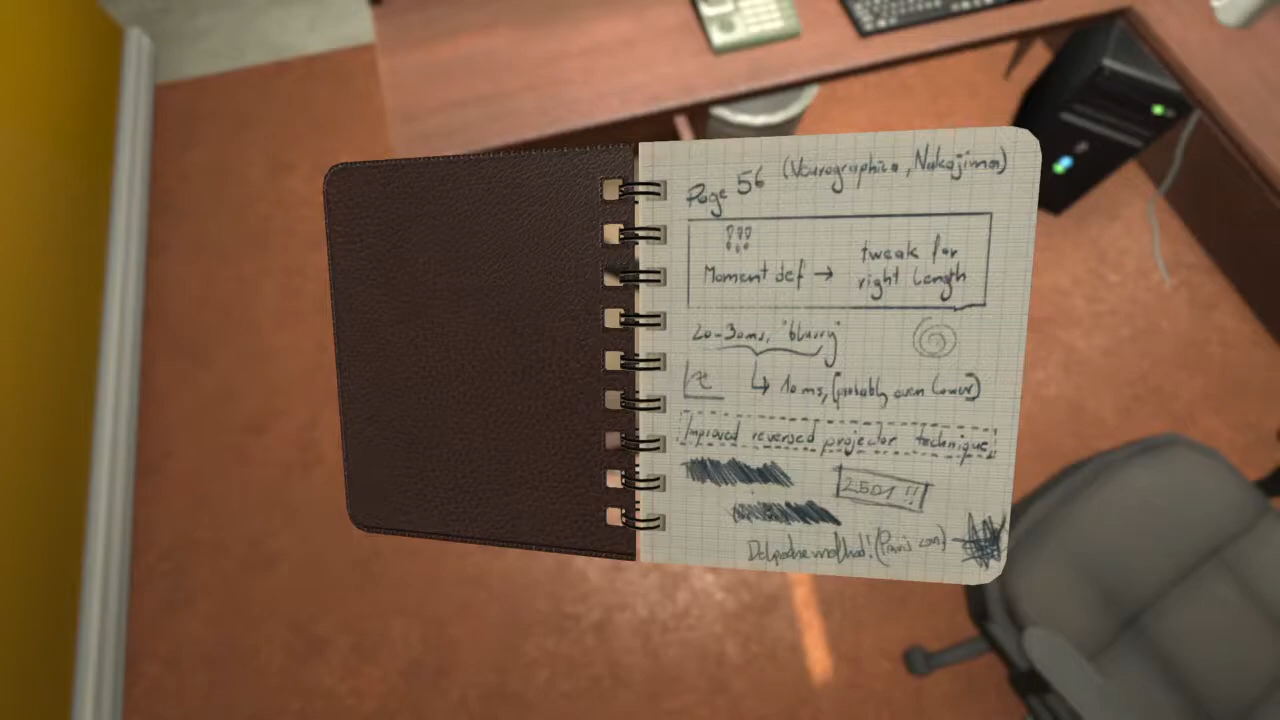 Page 56 (Neurographica, Nakajima)
???
Moment def → tweak for
right length
20-30ms, "blurry"
t
↳ 10 ms, (probably even lower)
Improved reversed projector technique
2501 !!
method! (Paris con)